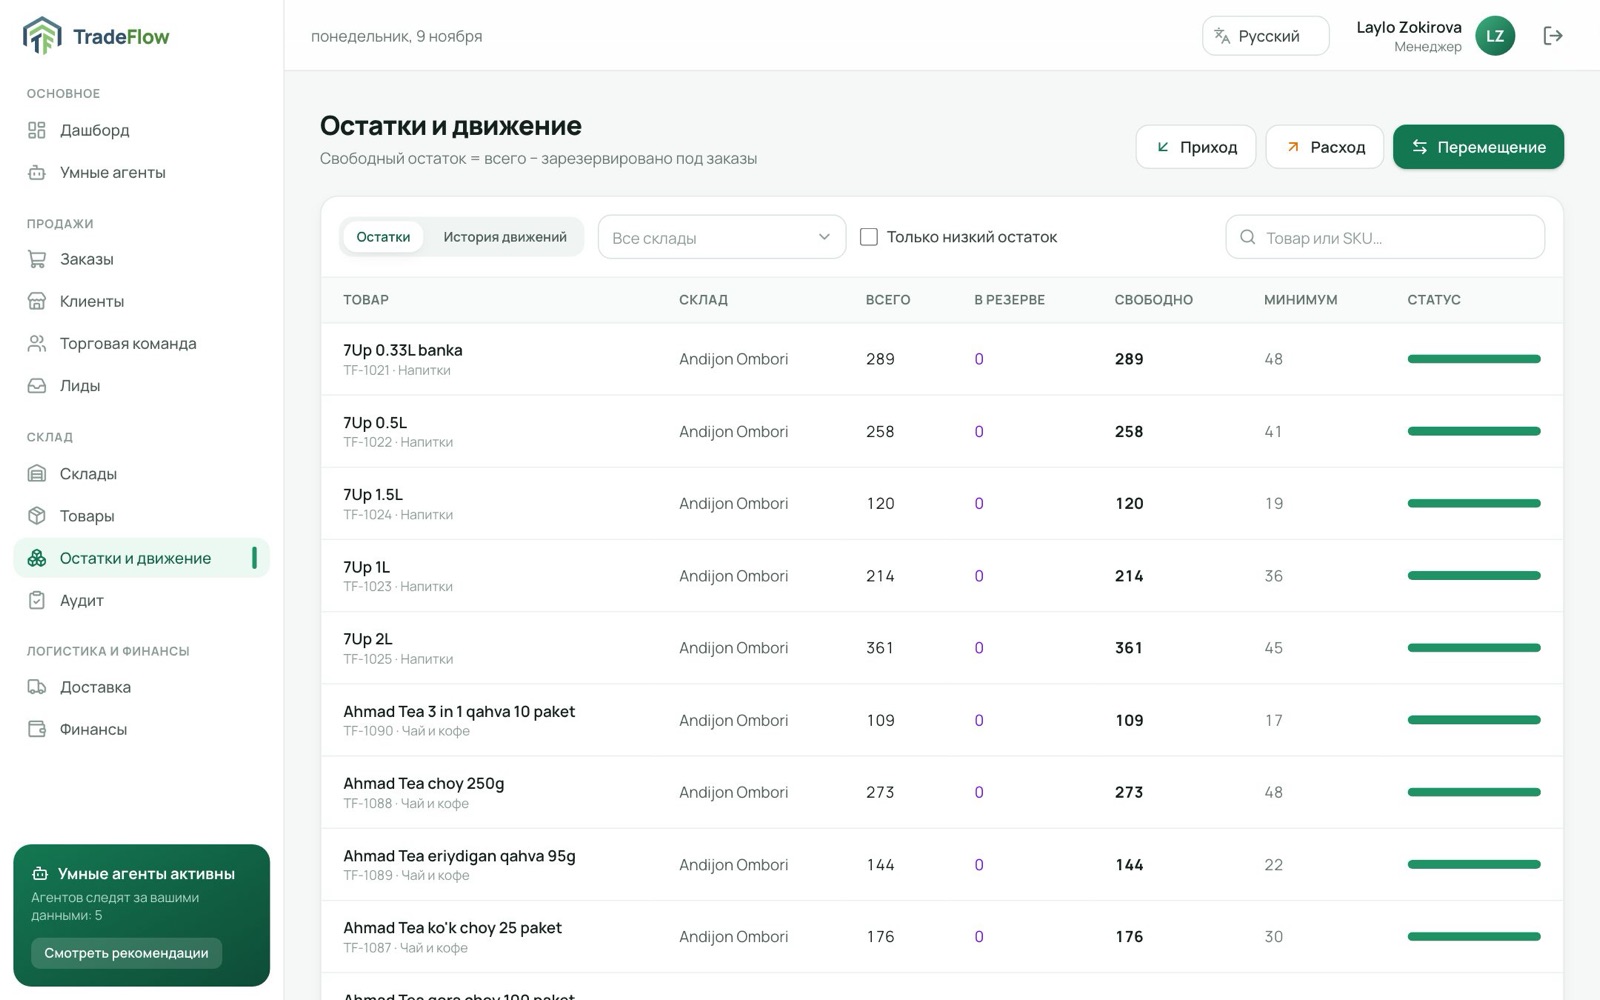 TradeFlow
понедельник, 9 ноября
Русский
Laylo Zokirova
Менеджер
LZ
ОСНОВНОЕ
Дашборд
Умные агенты
ПРОДАЖИ
Заказы
Клиенты
Торговая команда
Лиды
СКЛАД
Склады
Товары
Остатки и движение
Аудит
ЛОГИСТИКА И ФИНАНСЫ
Доставка
Финансы
Умные агенты активны
Агентов следят за вашими
данными: 5
Смотреть рекомендации
Остатки и движение
Свободный остаток = всего − зарезервировано под заказы
Приход
Расход
Перемещение
Остатки
История движений
Все склады
Только низкий остаток
Товар или SKU...
ТОВАР СКЛАД ВСЕГО В РЕЗЕРВЕ СВОБОДНО МИНИМУМ СТАТУС
7Up 0.33L banka
TF-1021 · Напитки
Andijon Ombori 289 0 289 48
7Up 0.5L
TF-1022 · Напитки
Andijon Ombori 258 0 258 41
7Up 1.5L
TF-1024 · Напитки
Andijon Ombori 120 0 120 19
7Up 1L
TF-1023 · Напитки
Andijon Ombori 214 0 214 36
7Up 2L
TF-1025 · Напитки
Andijon Ombori 361 0 361 45
Ahmad Tea 3 in 1 qahva 10 paket
TF-1090 · Чай и кофе
Andijon Ombori 109 0 109 17
Ahmad Tea choy 250g
TF-1088 · Чай и кофе
Andijon Ombori 273 0 273 48
Ahmad Tea eriydigan qahva 95g
TF-1089 · Чай и кофе
Andijon Ombori 144 0 144 22
Ahmad Tea ko'k choy 25 paket
TF-1087 · Чай и кофе
Andijon Ombori 176 0 176 30
Ahmad Tea qora choy 100 paket